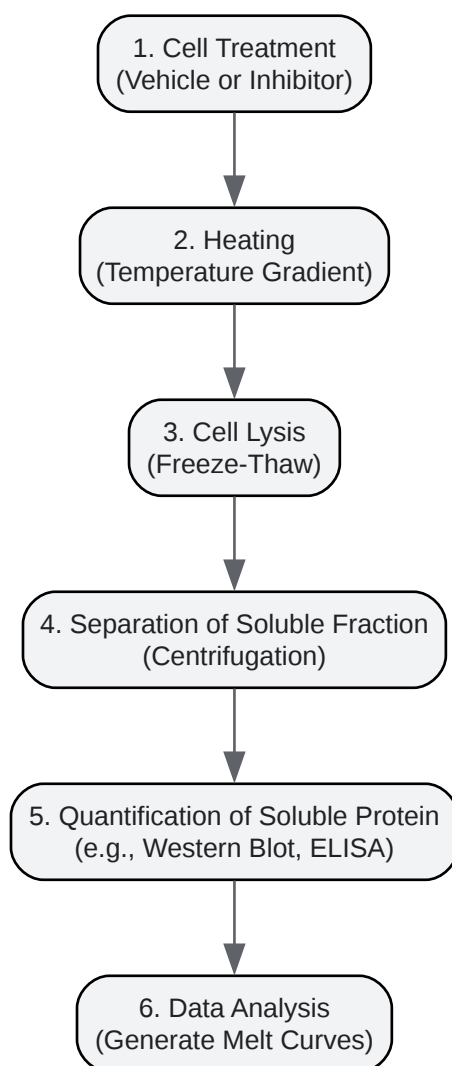 1. Cell Treatment
(Vehicle or Inhibitor)
2. Heating
(Temperature Gradient)
3. Cell Lysis
(Freeze-Thaw)
4. Separation of Soluble Fraction
(Centrifugation)
5. Quantification of Soluble Protein
(e.g., Western Blot, ELISA)
6. Data Analysis
(Generate Melt Curves)